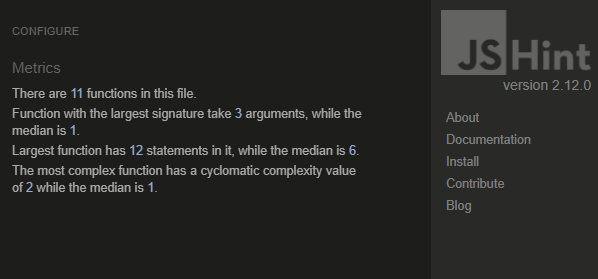 CONFIGURE
Metrics
There are 11 functions in this file.
Function with the largest signature take 3 arguments, while the
median is 1.
Largest function has 12 statements in it, while the median is 6.
The most complex function has a cyclomatic complexity value
of 2 while the median is 1.
JSHint
version 2.12.0
About
Documentation
Install
Contribute
Blog